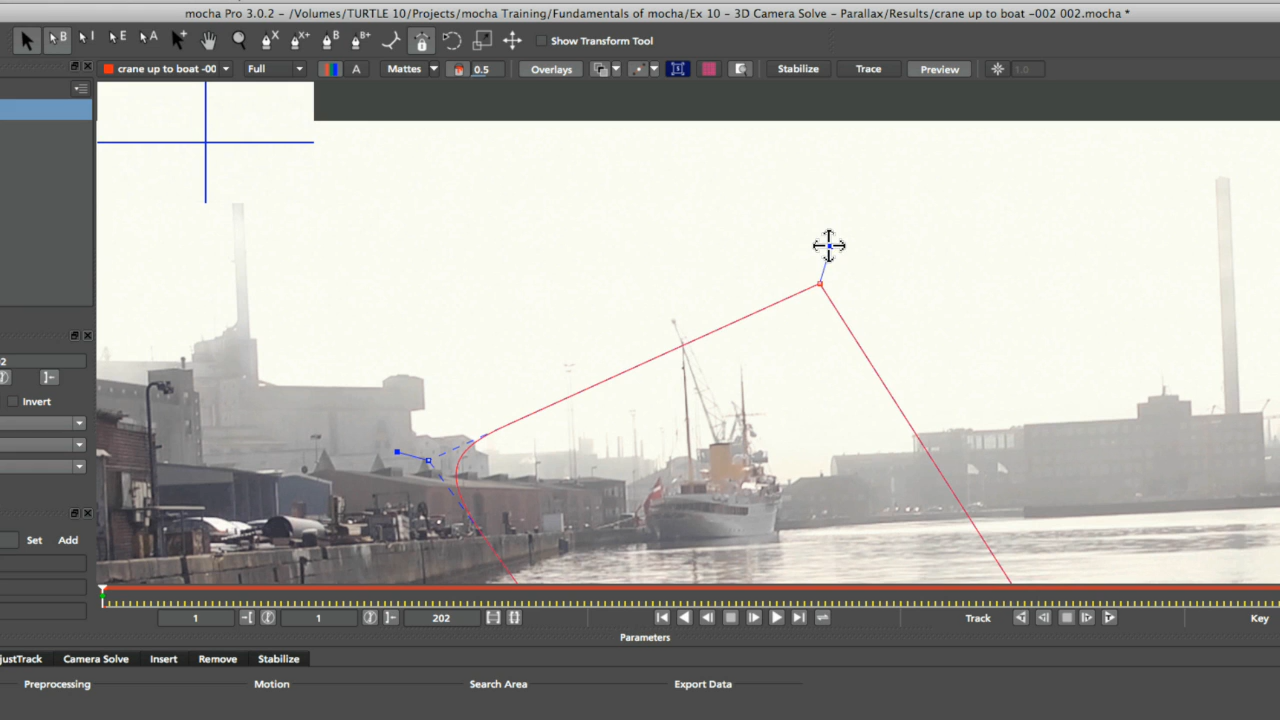 mocha Pro 3.0.2 - /Volumes/TURTLE 10/Projects/mocha Training/Fundamentals of mocha/Ex 10 - 3D Camera Solve - Parallax/Results/crane up to boat -002 002.mocha *
B I E A X X+ B B+ Show Transform Tool
crane up to boat -00 Full A Mattes 0.5 Overlays Stabilize Trace Preview 1.0
2
Invert
Set Add
1 1 202 Track Key
Parameters
justTrack Camera Solve Insert Remove Stabilize
Preprocessing Motion Search Area Export Data